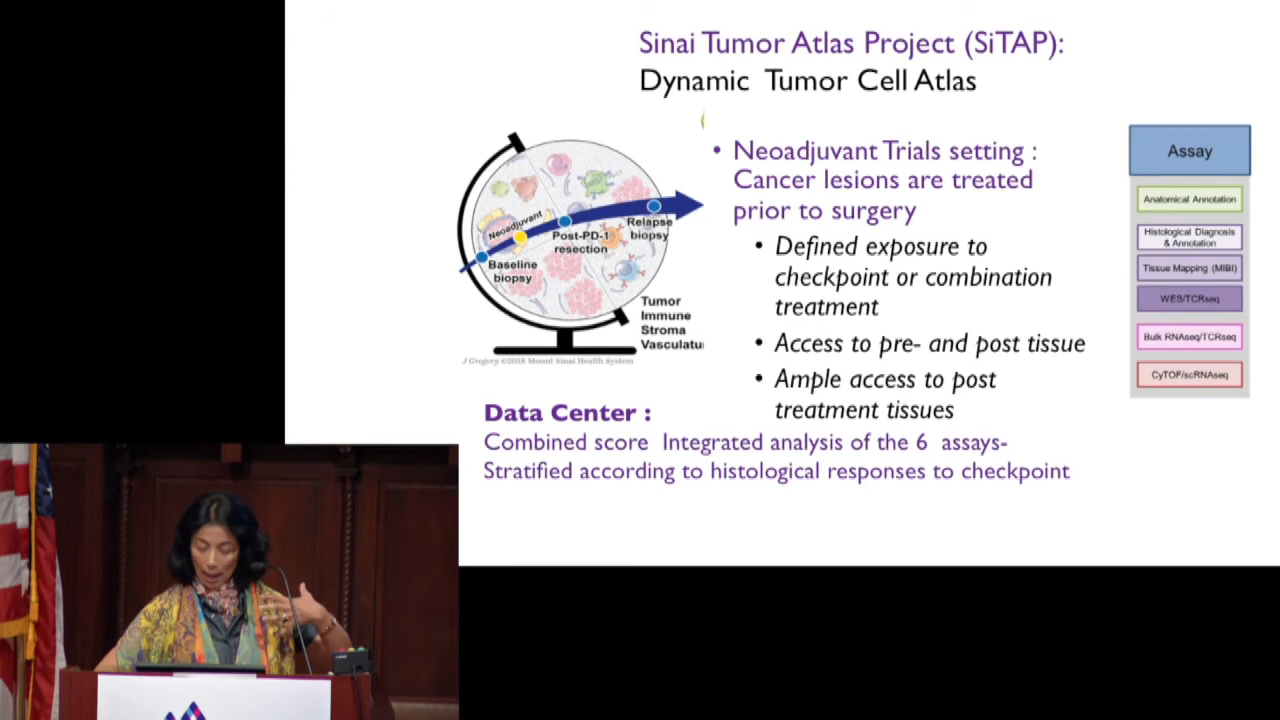 Sinai Tumor Atlas Project (SiTAP):
Dynamic Tumor Cell Atlas
Neoadjuvant
Baseline
biopsy
Post-PD-1
resection
Relapse
biopsy
Tumor
Immune
Stroma
Vasculatu
J Gregory ©2018 Mount Sinai Health System
• Neoadjuvant Trials setting :
Cancer lesions are treated
prior to surgery
• Defined exposure to
checkpoint or combination
treatment
• Access to pre- and post tissue
• Ample access to post
treatment tissues
Assay
Anatomical Annotation
Histological Diagnosis
& Annotation
Tissue Mapping (MIBI)
WES/TCRseq
Bulk RNAseq/TCRseq
CyTOF/scRNAseq
Data Center :
Combined score Integrated analysis of the 6 assays-
Stratified according to histological responses to checkpoint